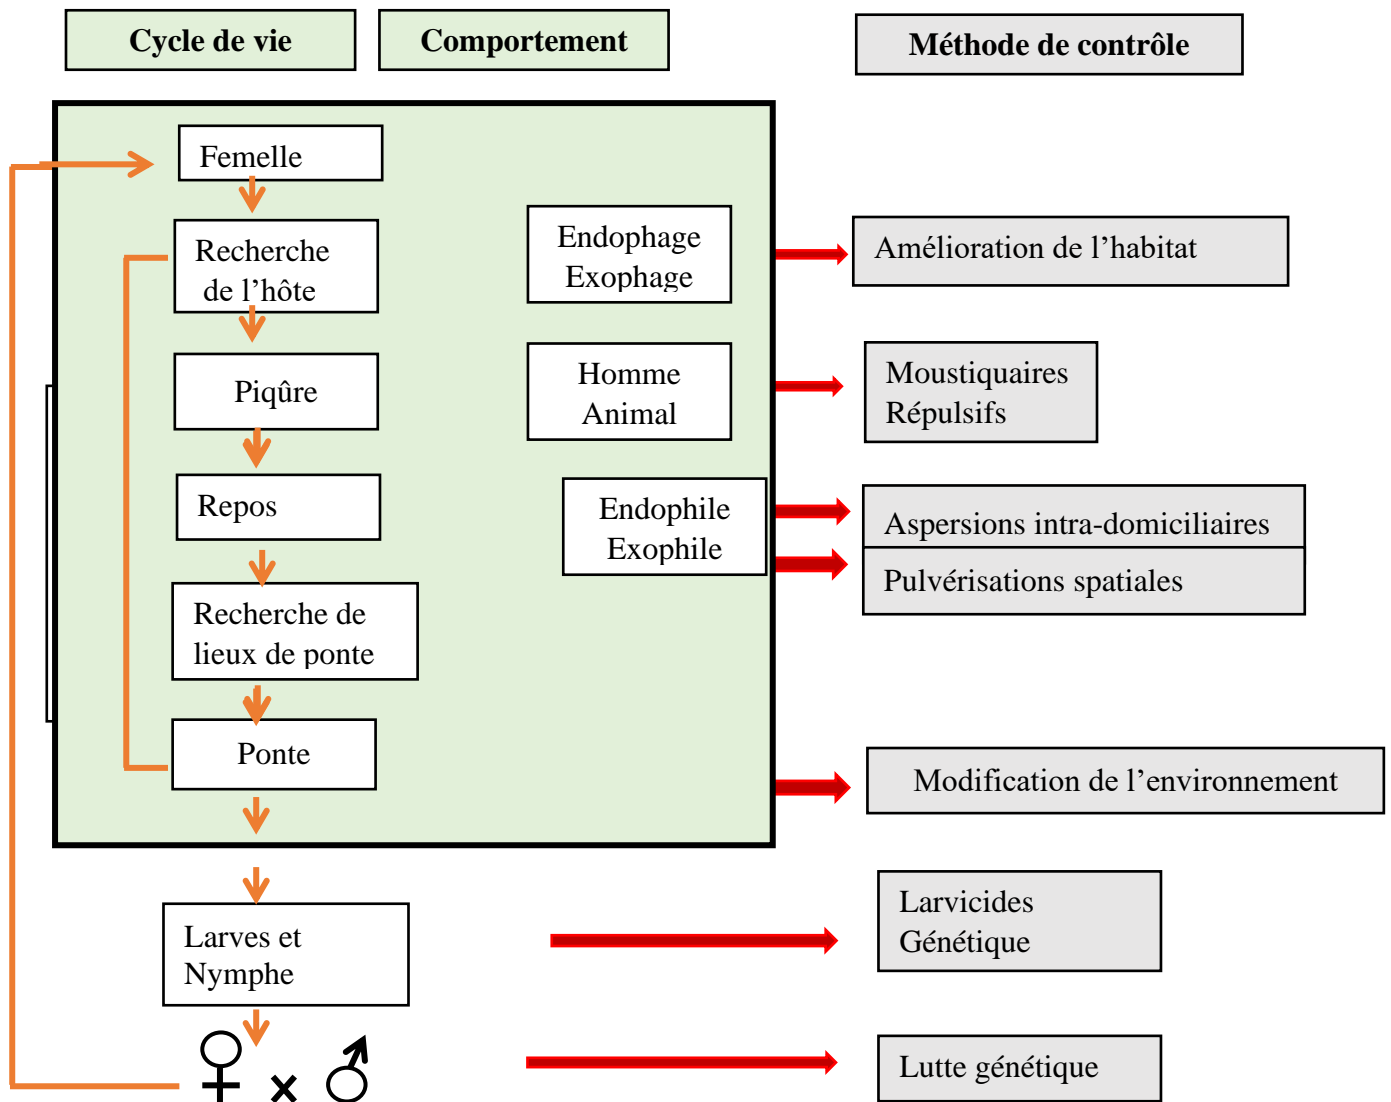 Cycle de vie
Comportement
Méthode de contrôle
Femelle
Recherche
de l’hôte
Endophage
Exophage
Amélioration de l’habitat
Piqûre
Homme
Animal
Moustiquaires
Répulsifs
Repos
Endophile
Exophile
Aspersions intra-domiciliaires
Pulvérisations spatiales
Recherche de
lieux de ponte
Ponte
Modification de l’environnement
Larves et
Nymphe
Larvicides
Génétique
♀ x ♂
Lutte génétique